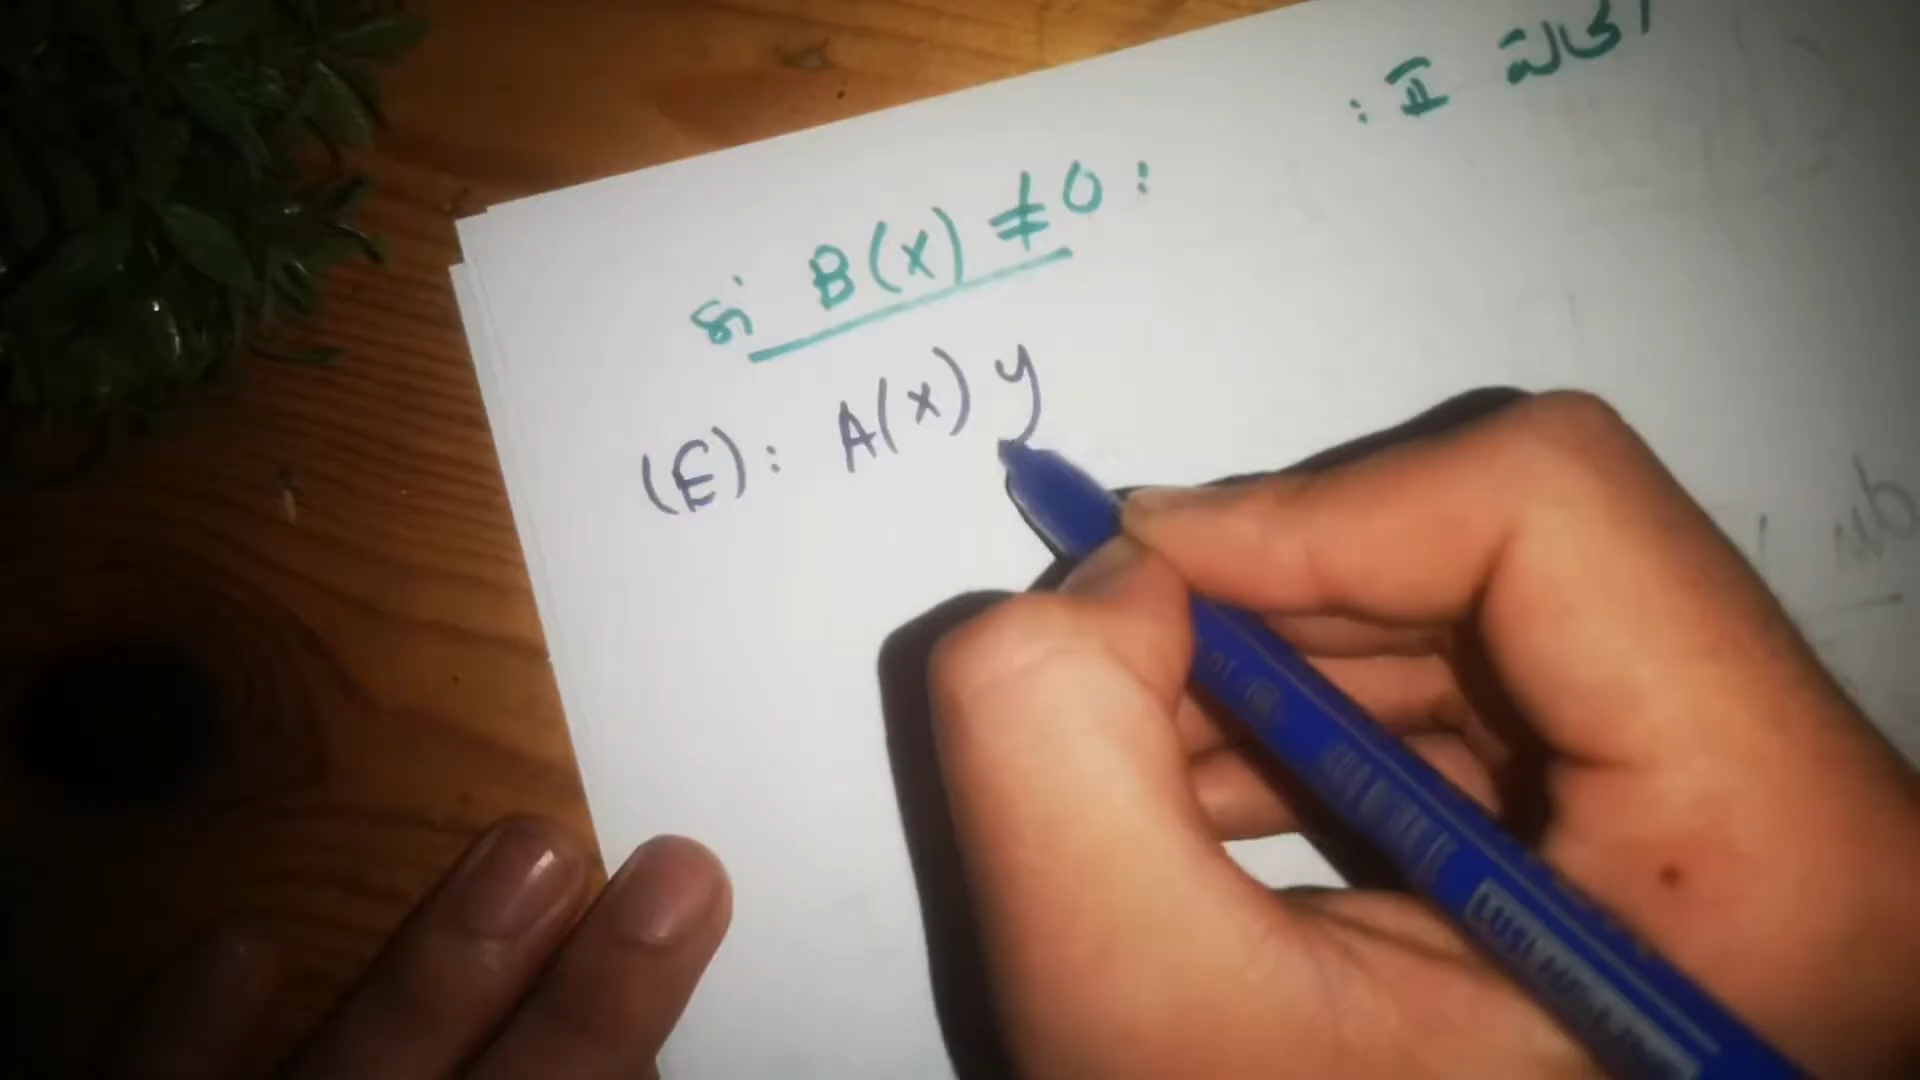 الحالة II :
si B(x) ≠ 0 :
(E) : A(x) y